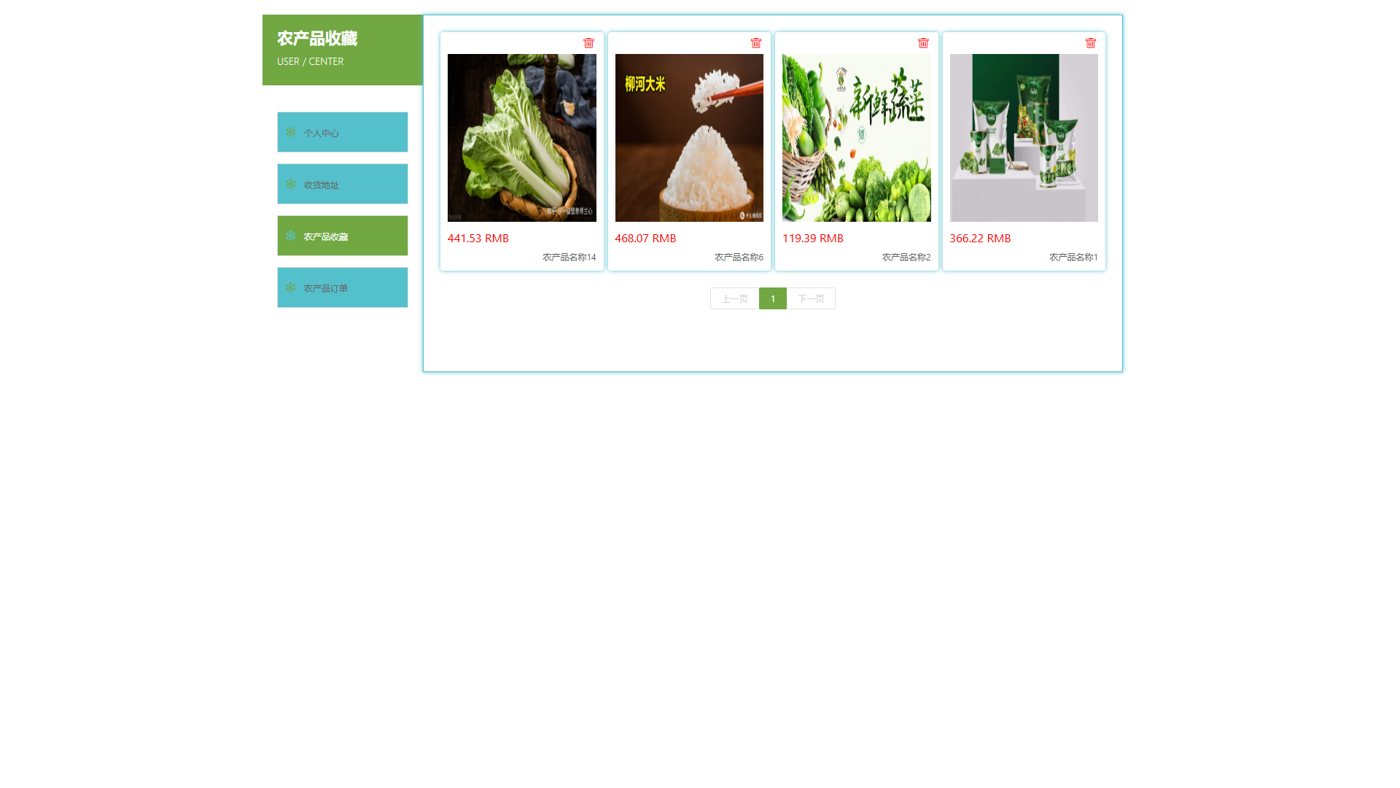 农产品收藏
USER / CENTER
个人中心
收货地址
农产品收藏
农产品订单
441.53 RMB
农产品名称14
柳河大米
468.07 RMB
农产品名称6
新鲜蔬菜
119.39 RMB
农产品名称2
366.22 RMB
农产品名称1
上一页
1
下一页